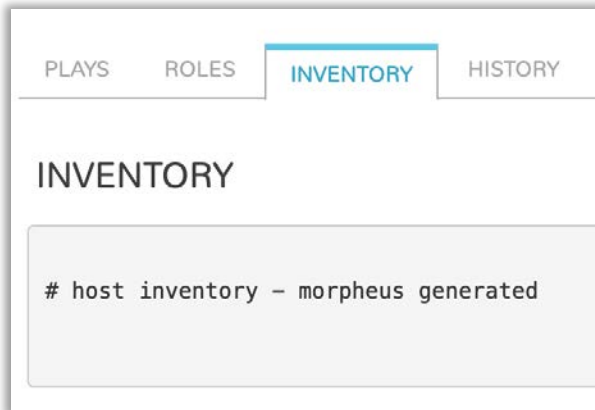 PLAYS ROLES INVENTORY HISTORY
INVENTORY
# host inventory – morpheus generated